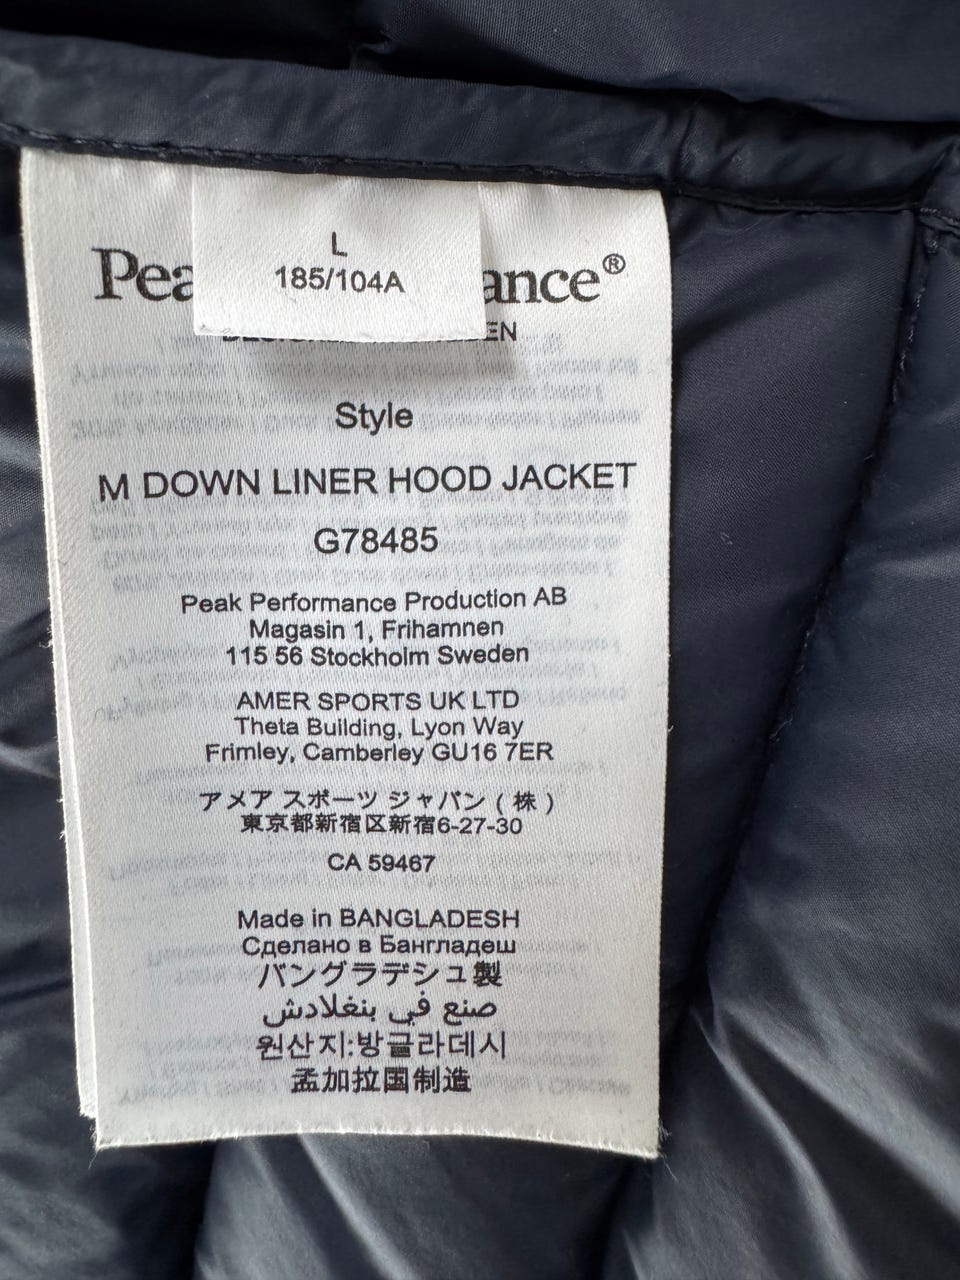 L
185/104A
Pea ance®
EN
Style
M DOWN LINER HOOD JACKET
G78485
Peak Performance Production AB
Magasin 1, Frihamnen
115 56 Stockholm Sweden
AMER SPORTS UK LTD
Theta Building, Lyon Way
Frimley, Camberley GU16 7ER
アメア スポーツ ジャパン ( 株 )
東京都新宿区新宿6-27-30
CA 59467
Made in BANGLADESH
Сделано в Бангладеш
バングラデシュ製
صنع في بنغلادش
원산지:방글라데시
孟加拉国制造